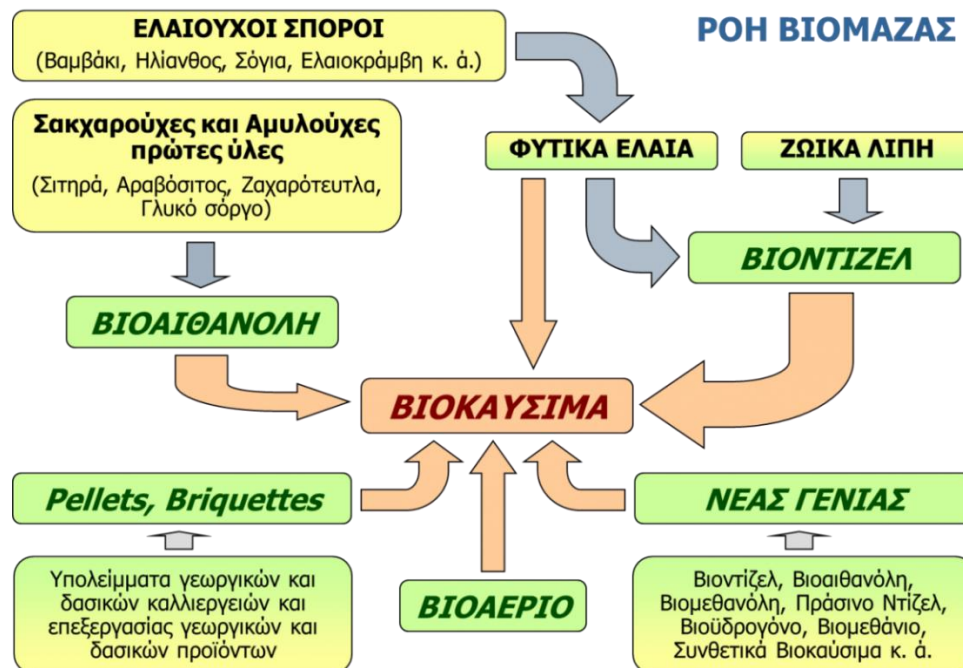 ΕΛΑΙΟΥΧΟΙ ΣΠΟΡΟΙ
(Βαμβάκι, Ηλίανθος, Σόγια, Ελαιοκράμβη κ. ά.)
ΡΟΗ ΒΙΟΜΑΖΑΣ
Σακχαρούχες και Αμυλούχες
πρώτες ύλες
(Σιτηρά, Αραβόσιτος, Ζαχαρότευτλα,
Γλυκό σόργο)
ΦΥΤΙΚΑ ΕΛΑΙΑ
ΖΩΙΚΑ ΛΙΠΗ
ΒΙΟΝΤΙΖΕΛ
ΒΙΟΑΙΘΑΝΟΛΗ
ΒΙΟΚΑΥΣΙΜΑ
Pellets, Briquettes
ΝΕΑΣ ΓΕΝΙΑΣ
Υπολείμματα γεωργικών και
δασικών καλλιεργειών και
επεξεργασίας γεωργικών και
δασικών προϊόντων
ΒΙΟΑΕΡΙΟ
Βιοντίζελ, Βιοαιθανόλη,
Βιομεθανόλη, Πράσινο Ντίζελ,
Βιοϋδρογόνο, Βιομεθάνιο,
Συνθετικά Βιοκαύσιμα κ. ά.